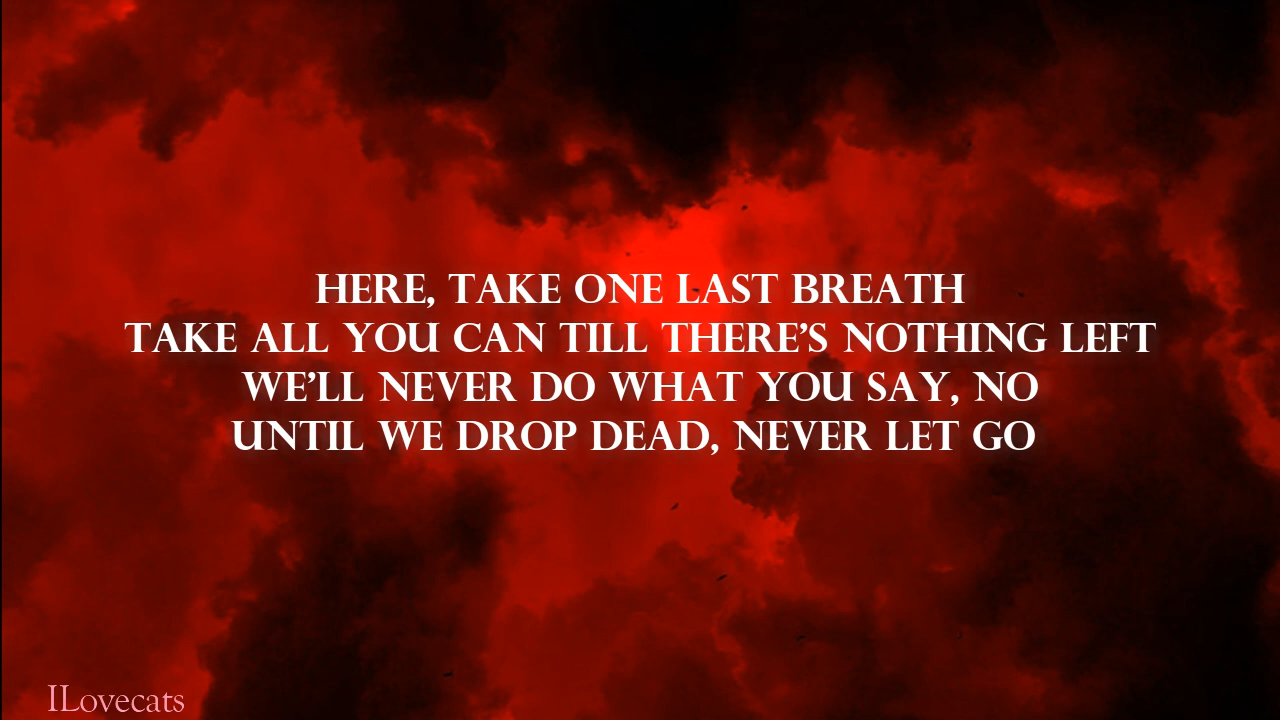 HERE, TAKE ONE LAST BREATH
TAKE ALL YOU CAN TILL THERE'S NOTHING LEFT
WE'LL NEVER DO WHAT YOU SAY, NO
UNTIL WE DROP DEAD, NEVER LET GO
ILovecats